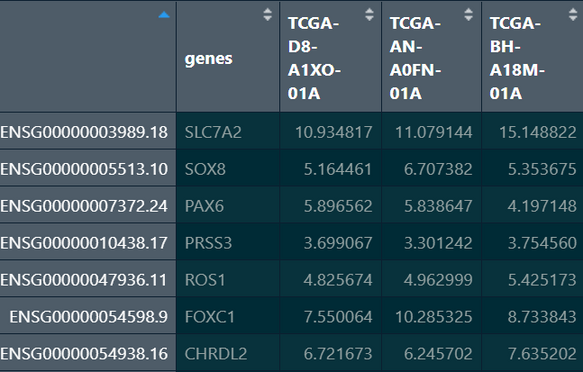 genes TCGA-D8-A1XO-01A TCGA-AN-A0FN-01A TCGA-BH-A18M-01A
ENSG00000003989.18 SLC7A2 10.934817 11.079144 15.148822
ENSG00000005513.10 SOX8 5.164461 6.707382 5.353675
ENSG00000007372.24 PAX6 5.896562 5.838647 4.197148
ENSG00000010438.17 PRSS3 3.699067 3.301242 3.754560
ENSG00000047936.11 ROS1 4.825674 4.962999 5.425173
ENSG00000054598.9 FOXC1 7.550064 10.285325 8.733843
ENSG00000054938.16 CHRDL2 6.721673 6.245702 7.635202